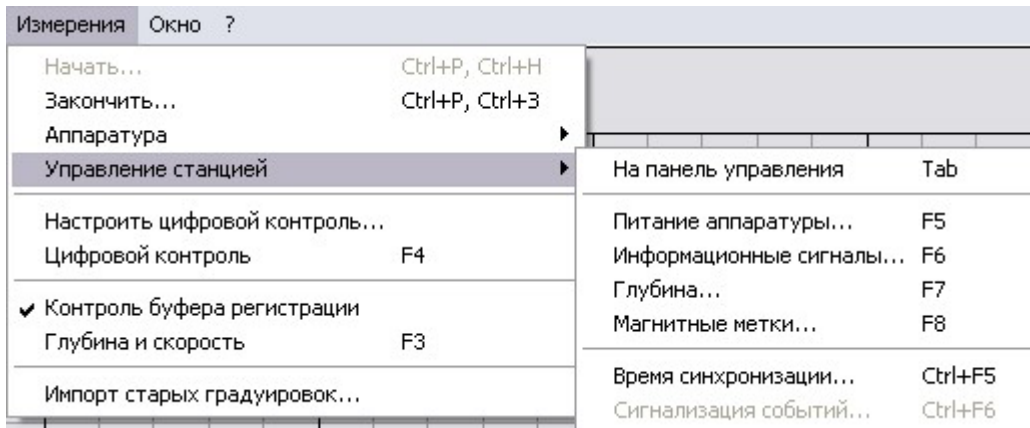 Измерения Окно ?
Начать... Ctrl+Р, Ctrl+Н
Закончить... Ctrl+Р, Ctrl+З
Аппаратура
Управление станцией
Настроить цифровой контроль...
Цифровой контроль F4
Контроль буфера регистрации
Глубина и скорость F3
Импорт старых градуировок...
На панель управления Tab
Питание аппаратуры... F5
Информационные сигналы... F6
Глубина... F7
Магнитные метки... F8
Время синхронизации... Ctrl+F5
Сигнализация событий... Ctrl+F6